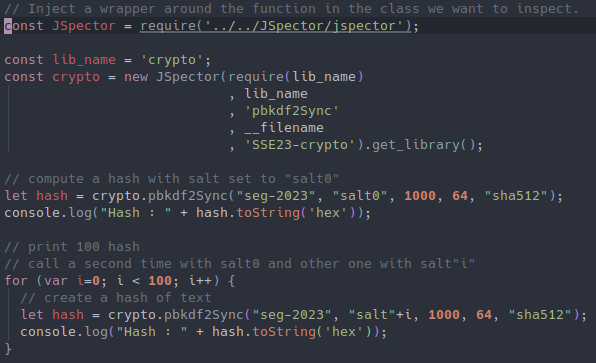 // Inject a wrapper around the function in the class we want to inspect.
const JSpector = require('../../JSpector/jspector');
const lib_name = 'crypto';
const crypto = new JSpector(require(lib_name)
, lib_name
, 'pbkdf2Sync'
, __filename
, 'SSE23-crypto').get_library();
// compute a hash with salt set to "salt0"
let hash = crypto.pbkdf2Sync("seg-2023", "salt0", 1000, 64, "sha512");
console.log("Hash : " + hash.toString('hex'));
// print 100 hash
// call a second time with salt0 and other one with salt"i"
for (var i=0; i < 100; i++) {
// create a hash of text
let hash = crypto.pbkdf2Sync("seg-2023", "salt"+i, 1000, 64, "sha512");
console.log("Hash : " + hash.toString('hex'));
}